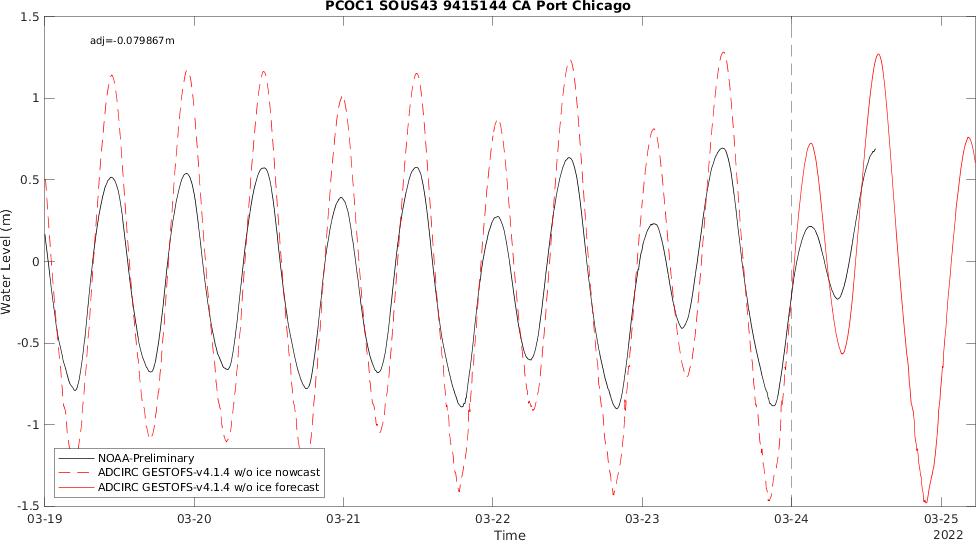 PCOC1 SOUS43 9415144 CA Port Chicago
1.5
adj=-0.079867m
1
0.5
0
-0.5
-1
-1.5
Water Level (m)
NOAA-Preliminary
ADCIRC GESTOFS-v4.1.4 w/o ice nowcast
ADCIRC GESTOFS-v4.1.4 w/o ice forecast
03-19
03-20
03-21
03-22
03-23
03-24
03-25
Time
2022